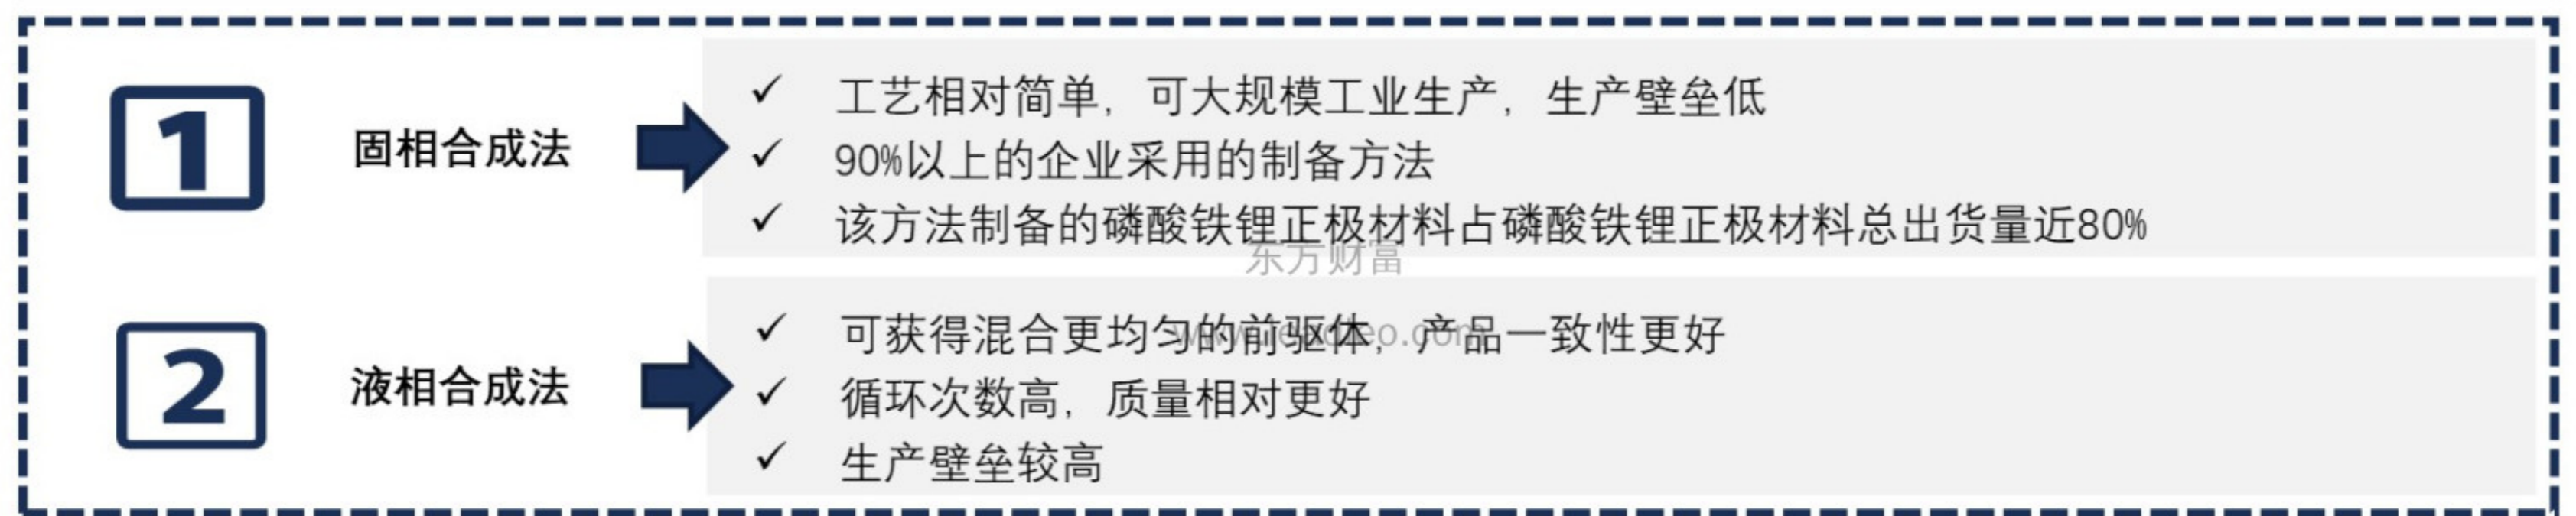 1
固相合成法
工艺相对简单，可大规模工业生产，生产壁垒低
90%以上的企业采用的制备方法
该方法制备的磷酸铁锂正极材料占磷酸铁锂正极材料总出货量近80%
东方财富
2
液相合成法
可获得混合更均匀的前驱体，产品一致性更好
www.leadleo.com
循环次数高，质量相对更好
生产壁垒较高